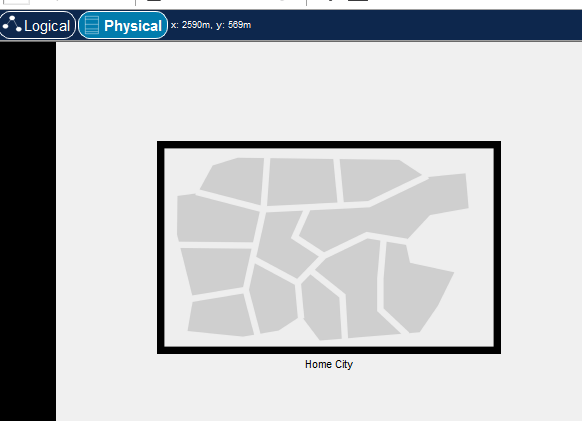 Logical
Physical
x: 2590m, y: 569m
Home City